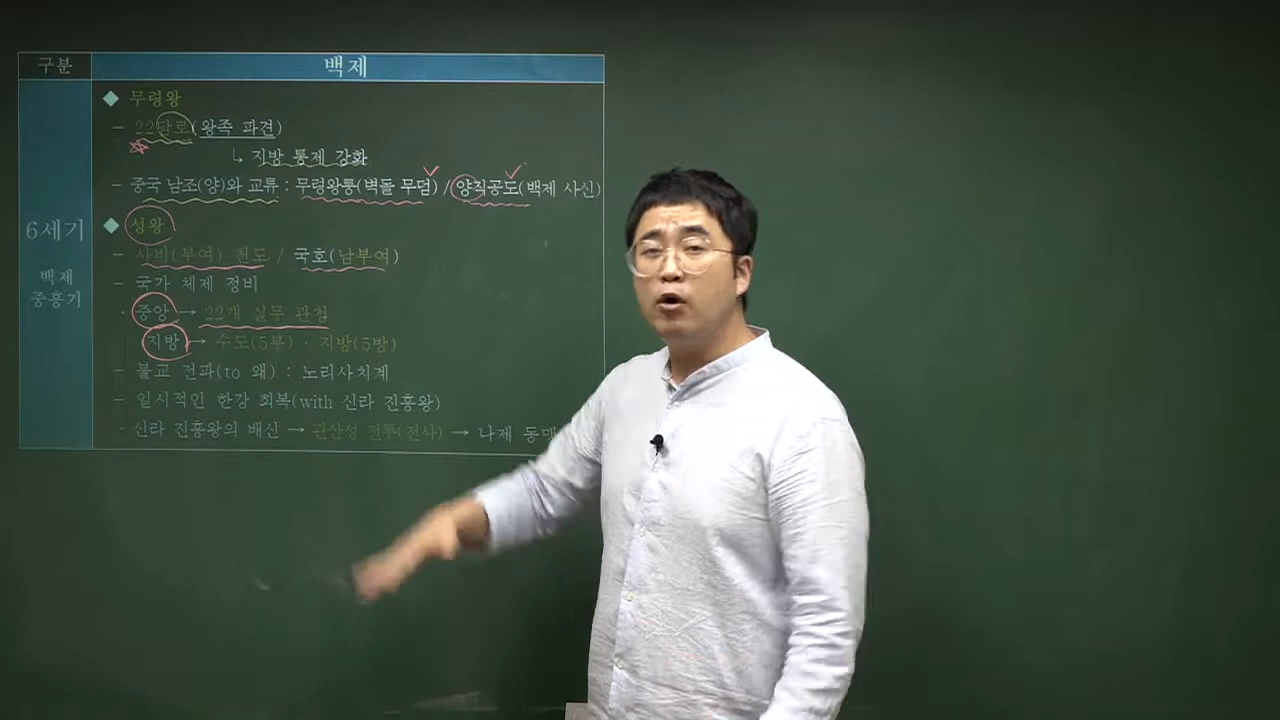 구분
백제
◆ 무령왕
- 22담로(왕족 파견)
↳ 지방 통제 강화
- 중국 남조(양)와 교류 : 무령왕릉(벽돌 무덤) / 양직공도(백제 사신)
6세기
백제
중흥기
◆ 성왕
- 사비(부여) 천도 / 국호(남부여)
- 국가 체제 정비
· 중앙 → 22개 실무 관청
지방 → 수도(5부) · 지방(5방)
- 불교 전파(to 왜) : 노리사치계
- 일시적인 한강 회복(with 신라 진흥왕)
· 신라 진흥왕의 배신 → 관산성 전투(전사) → 나제